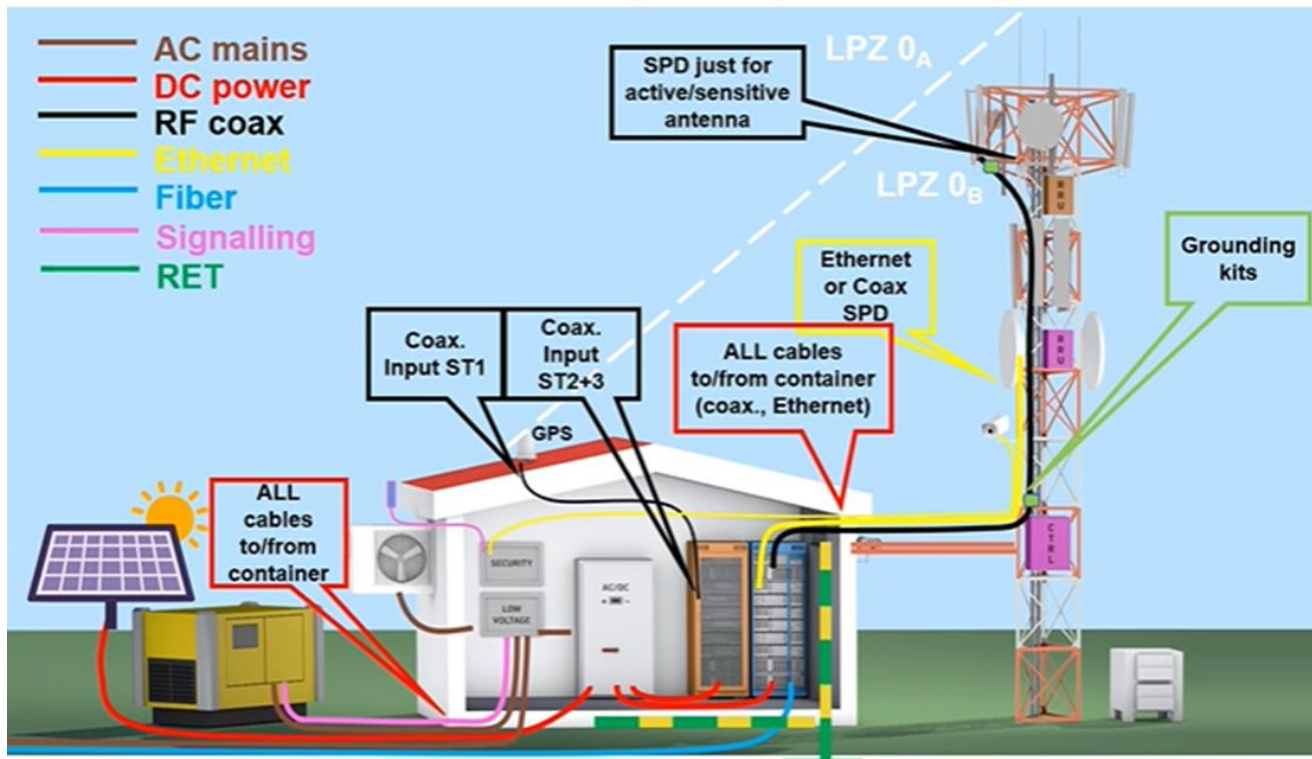 AC mains
DC power
RF coax
Ethernet
Fiber
Signalling
RET
LPZ 0A
SPD just for
active/sensitive
antenna
LPZ 0B
RRU
Grounding
kits
Ethernet
or Coax
SPD
RRU
Coax.
Input ST1
Coax.
Input
ST2+3
ALL cables
to/from container
(coax., Ethernet)
GPS
ALL
cables
to/from
container
SECURITY
LOW
VOLTAGE
AC/DC
+ -
CTRL